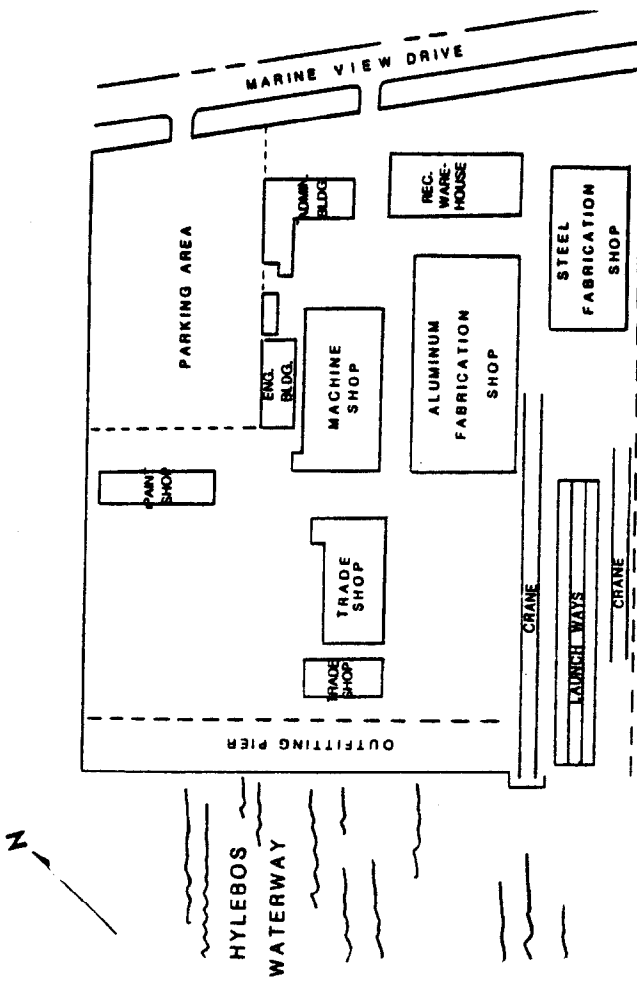 MARINE VIEW DRIVE
PARKING AREA
ADMIN.
BLDG.
REC.
WARE-
HOUSE
STEEL
FABRICATION
SHOP
ENG.
BLDG.
MACHINE
SHOP
ALUMINUM
FABRICATION
SHOP
PAINT
SHOP
TRADE
SHOP
TRADE
SHOP
CRANE
LAUNCH WAYS
CRANE
OUTFITTING PIER
HYLEBOS
WATERWAY
N